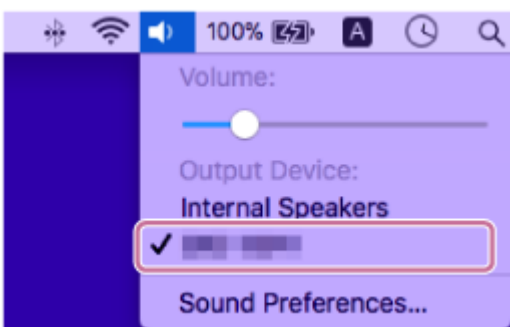 100% A
Volume:
Output Device:
Internal Speakers
Sound Preferences...